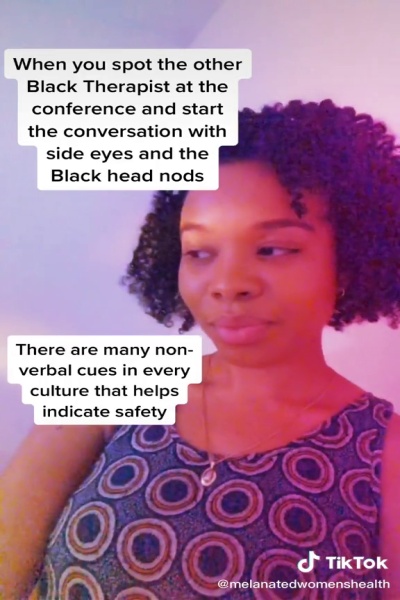 When you spot the other
Black Therapist at the
conference and start
the conversation with
side eyes and the
Black head nods
There are many non-
verbal cues in every
culture that helps
indicate safety
TikTok
@melanatedwomenshealth